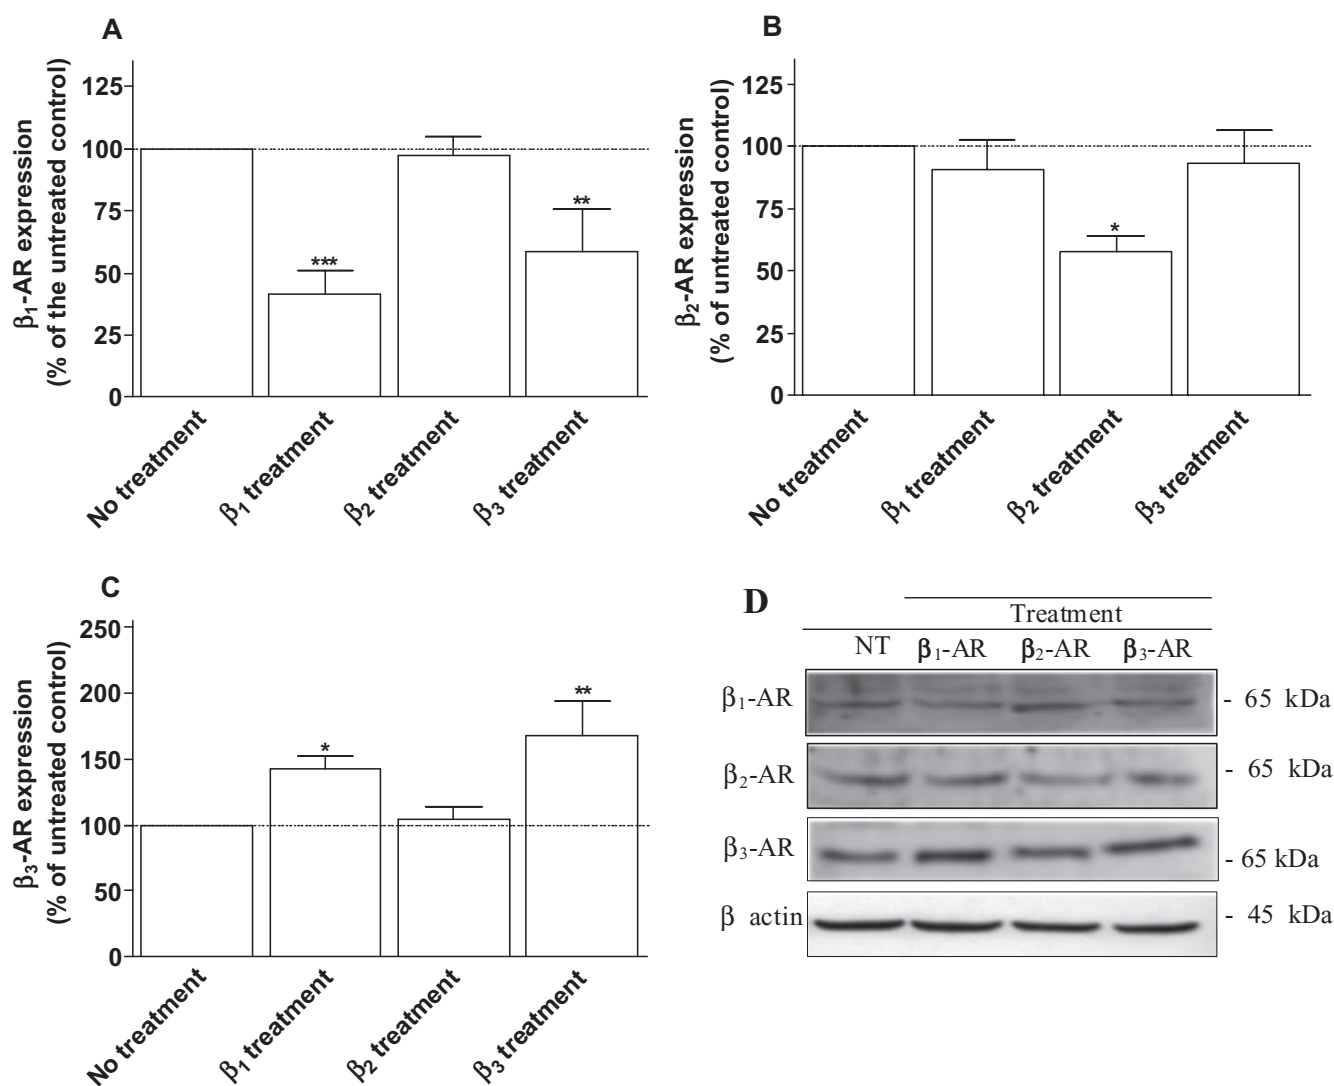 A
β1-AR expression
(% of the untreated control)
125
100
75
50
25
0
***
**
No treatment
β1 treatment
β2 treatment
β3 treatment
B
β2-AR expression
(% of untreated control)
125
100
75
50
25
0
*
No treatment
β1 treatment
β2 treatment
β3 treatment
C
β3-AR expression
(% of untreated control)
250
200
150
100
50
0
*
**
No treatment
β1 treatment
β2 treatment
β3 treatment
D
Treatment
NT β1-AR β2-AR β3-AR
β1-AR - 65 kDa
β2-AR - 65 kDa
β3-AR - 65 kDa
β actin - 45 kDa